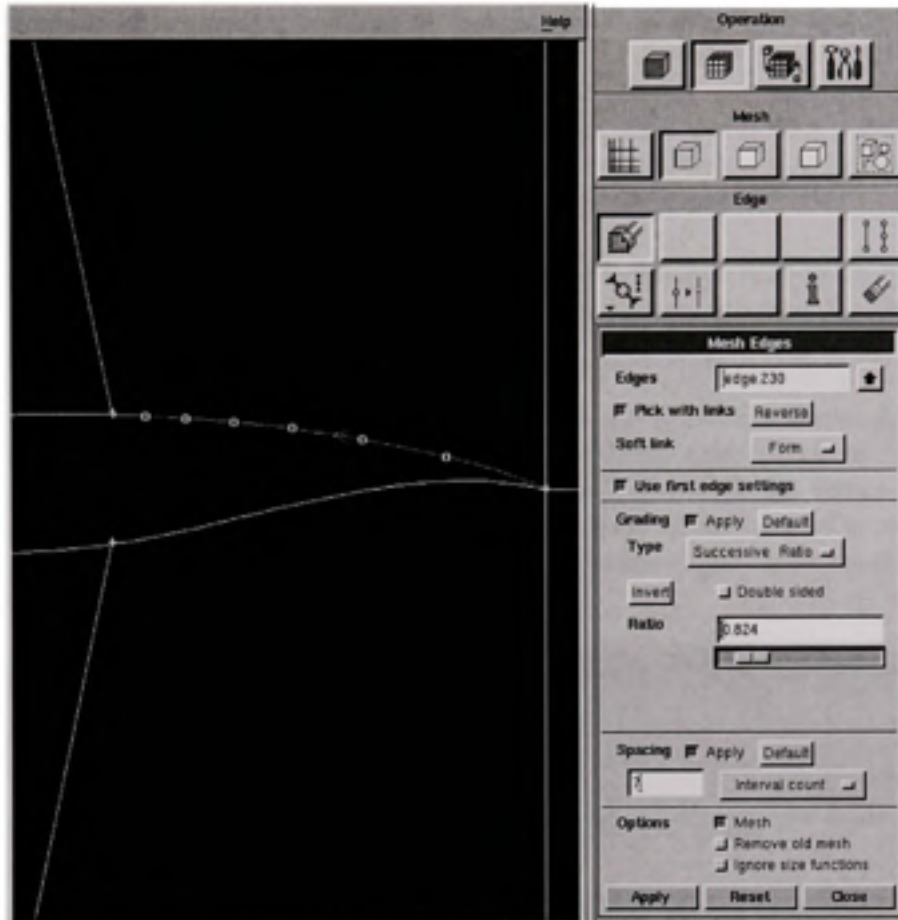 Help
Operation
Mesh
Edge
Mesh Edges
Edges edge.230
Pick with links Reverse
Soft link Form
Use first edge settings
Grading Apply Default
Type Successive Ratio
Invert Double sided
Ratio 0.824
Spacing Apply Default
7 Interval count
Options Mesh
Remove old mesh
Ignore size functions
Apply Reset Close